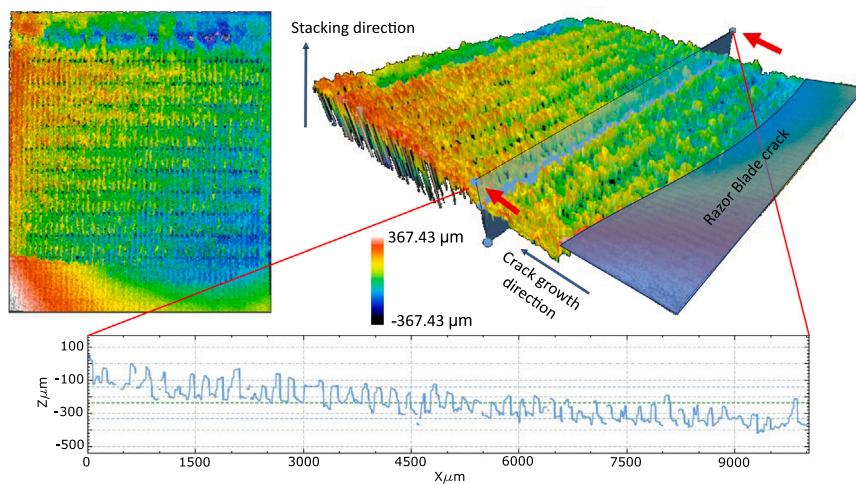 Stacking direction
Razor Blade crack
367.43 µm
-367.43 µm
Crack growth
direction
100
-100
-300
-500
Zµm
0
1500
3000
4500
6000
7500
9000
Xµm